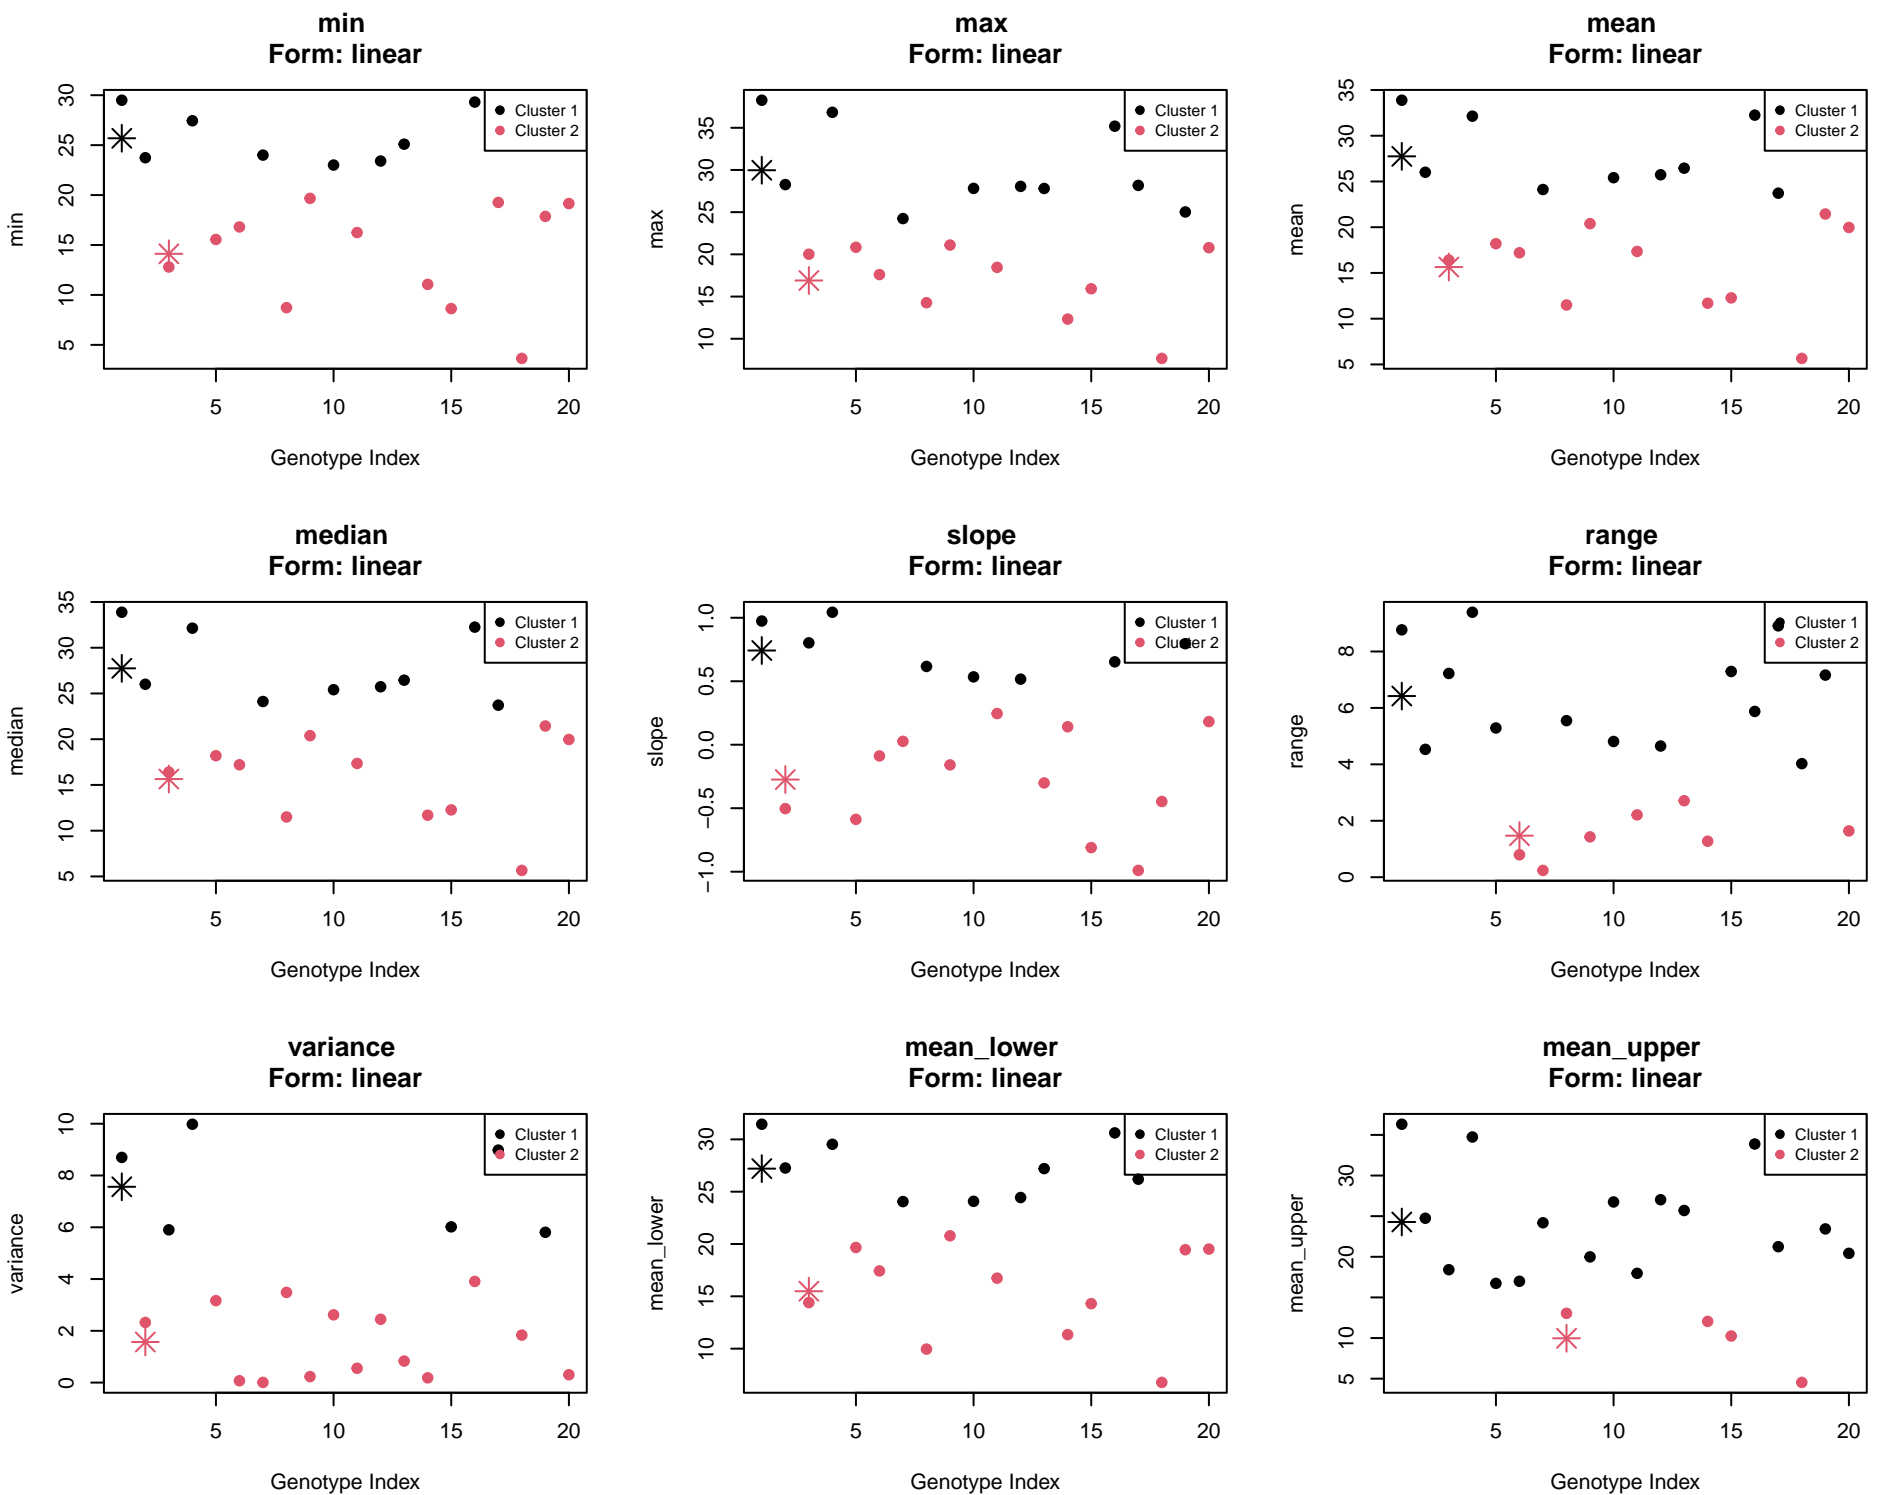 min
Form: linear
max
Form: linear
mean
Form: linear
min
30
25
20
15
10
5
Cluster 1
Cluster 2
5 10 15 20
Genotype Index
max
35
30
25
20
15
10
Cluster 1
Cluster 2
5 10 15 20
Genotype Index
mean
35
30
25
20
15
10
5
Cluster 1
Cluster 2
5 10 15 20
Genotype Index
median
Form: linear
slope
Form: linear
range
Form: linear
median
35
30
25
20
15
10
5
Cluster 1
Cluster 2
5 10 15 20
Genotype Index
slope
1.0
0.5
0.0
−0.5
−1.0
Cluster 1
Cluster 2
5 10 15 20
Genotype Index
range
8
6
4
2
0
Cluster 1
Cluster 2
5 10 15 20
Genotype Index
variance
Form: linear
mean_lower
Form: linear
mean_upper
Form: linear
variance
10
8
6
4
2
0
Cluster 1
Cluster 2
5 10 15 20
Genotype Index
mean_lower
30
25
20
15
10
Cluster 1
Cluster 2
5 10 15 20
Genotype Index
mean_upper
30
20
10
5
Cluster 1
Cluster 2
5 10 15 20
Genotype Index